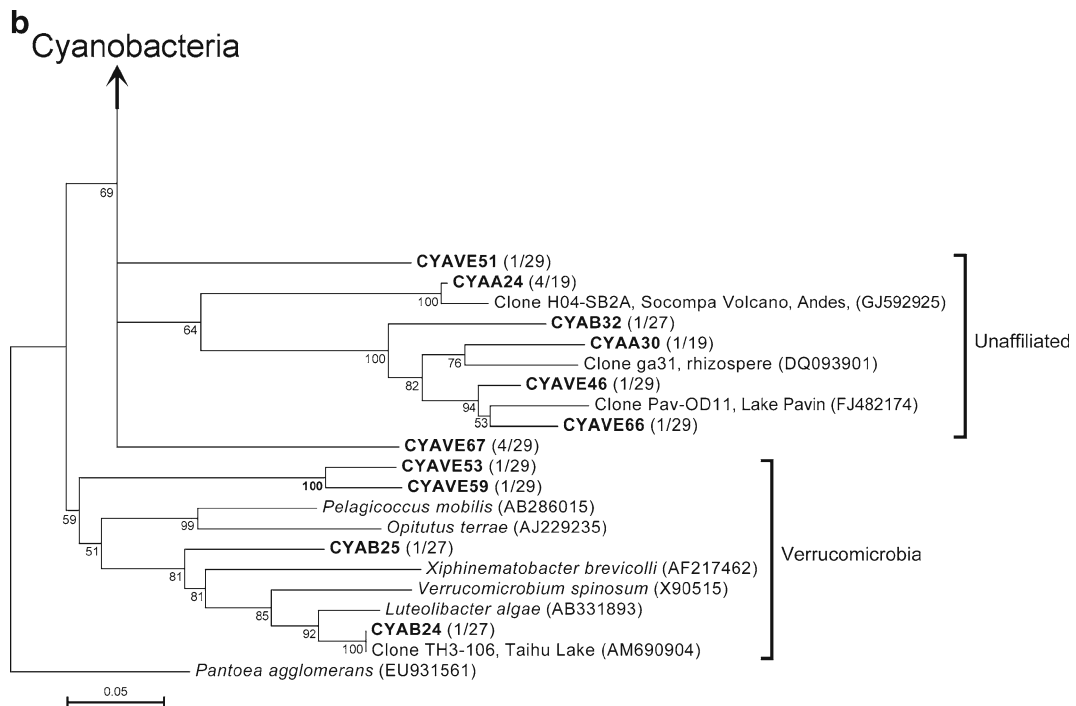 b
Cyanobacteria
69
CYAVE51 (1/29)
CYAA24 (4/19)
100
Clone H04-SB2A, Socompa Volcano, Andes, (GJ592925)
64
CYAB32 (1/27)
Unaffiliated
CYAA30 (1/19)
100
76
Clone ga31, rhizospere (DQ093901)
82
CYAVE46 (1/29)
94
Clone Pav-OD11, Lake Pavin (FJ482174)
53
CYAVE66 (1/29)
CYAVE67 (4/29)
CYAVE53 (1/29)
100
CYAVE59 (1/29)
Pelagicoccus mobilis (AB286015)
59
99
Opitutus terrae (AJ229235)
51
CYAB25 (1/27)
Verrucomicrobia
81
Xiphinematobacter brevicolli (AF217462)
Verrucomicrobium spinosum (X90515)
81
Luteolibacter algae (AB331893)
85
CYAB24 (1/27)
92
100
Clone TH3-106, Taihu Lake (AM690904)
Pantoea agglomerans (EU931561)
0.05